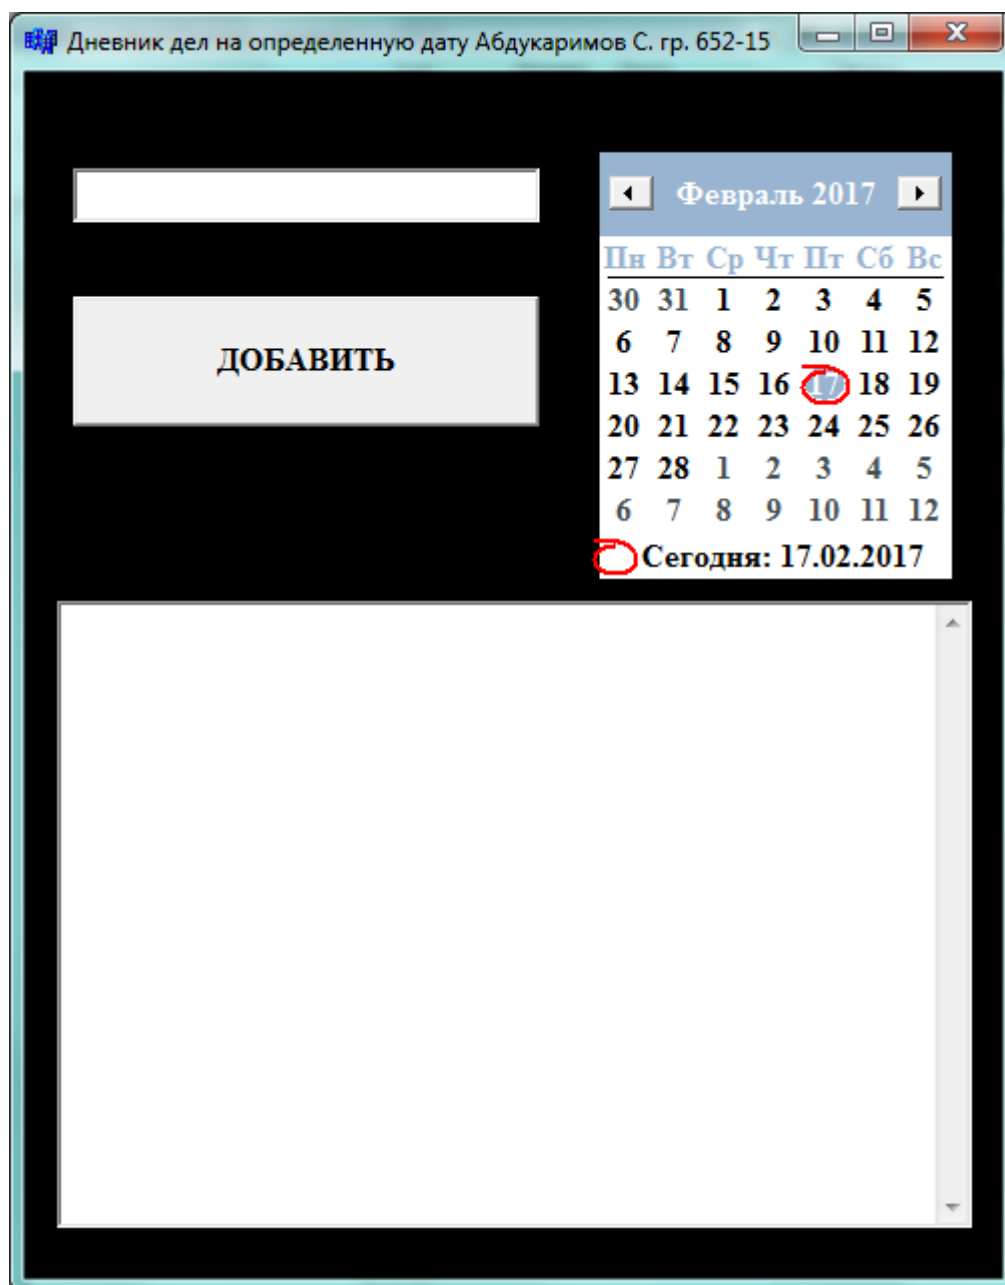 Дневник дел на определенную дату Абдукаримов С. гр. 652-15
Февраль 2017
Пн Вт Ср Чт Пт Сб Вс
30 31 1 2 3 4 5
6 7 8 9 10 11 12
ДОБАВИТЬ
13 14 15 16 17 18 19
20 21 22 23 24 25 26
27 28 1 2 3 4 5
6 7 8 9 10 11 12
Сегодня: 17.02.2017